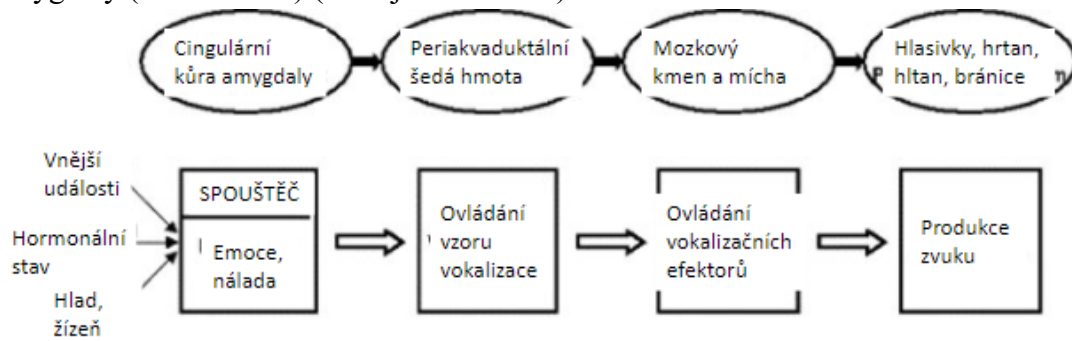 Cingulární
kůra amygdaly
Periakvaduktální
šedá hmota
Mozkový
kmen a mícha
Hlasivky, hrtan,
hltan, bránice
Vnější
události
Hormonální
stav
Hlad,
žízeň
SPOUŠTĚČ
Emoce,
nálada
Ovládání
vzoru
vokalizace
Ovládání
vokalizačních
efektorů
Produkce
zvuku